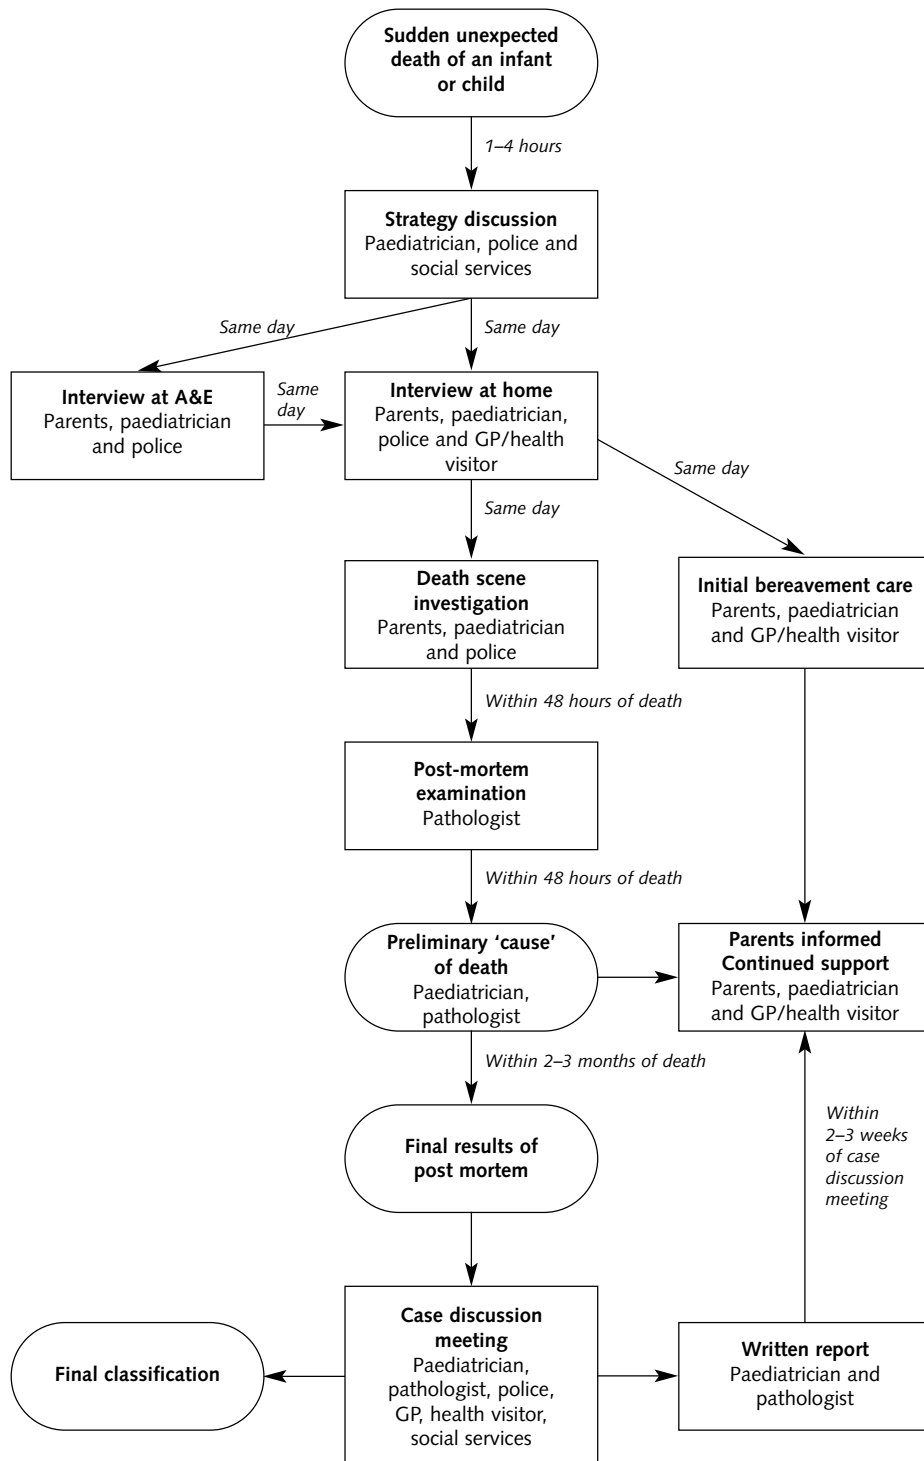 Sudden unexpected
death of an infant
or child
1–4 hours
Strategy discussion
Paediatrician, police and
social services
Same day
Same day
Interview at A&E
Parents, paediatrician
and police
Same
day
Interview at home
Parents, paediatrician,
police and GP/health
visitor
Same day
Same day
Death scene
investigation
Parents, paediatrician
and police
Initial bereavement care
Parents, paediatrician
and GP/health visitor
Within 48 hours of death
Post-mortem
examination
Pathologist
Within 48 hours of death
Preliminary ‘cause’
of death
Paediatrician,
pathologist
Parents informed
Continued support
Parents, paediatrician
and GP/health visitor
Within 2–3 months of death
Final results of
post mortem
Within
2–3 weeks
of case
discussion
meeting
Final classification
Case discussion
meeting
Paediatrician,
pathologist, police,
GP, health visitor,
social services
Written report
Paediatrician and
pathologist